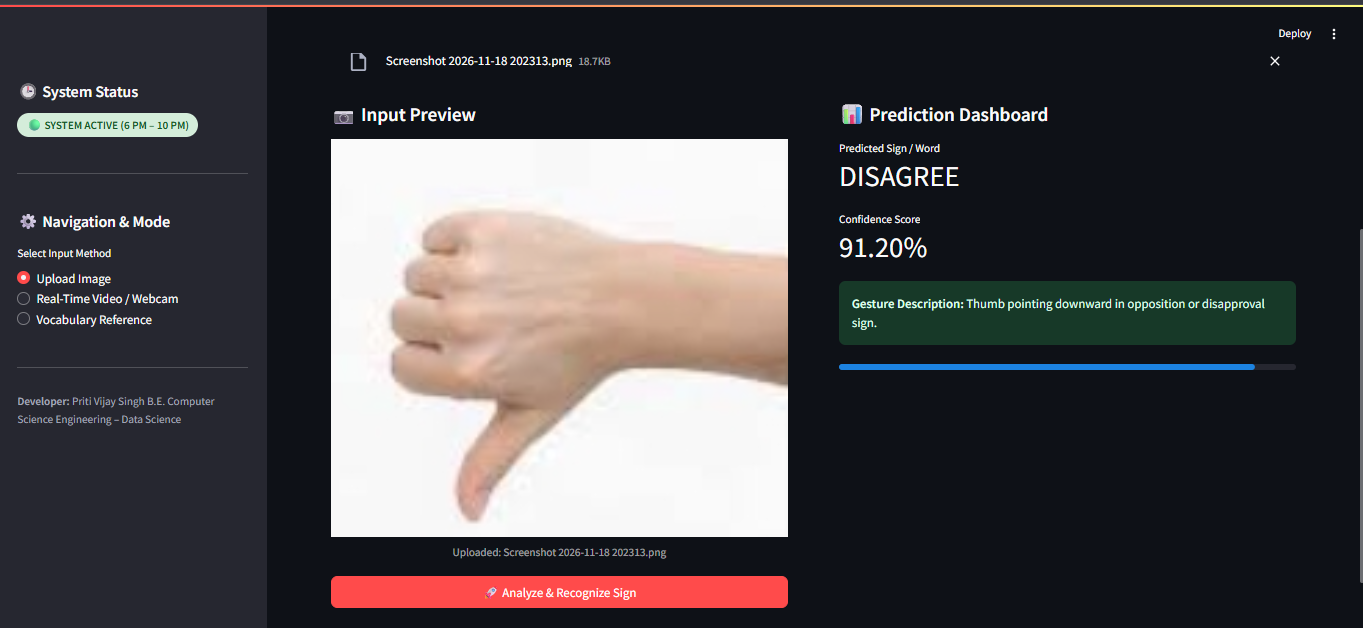 Deploy
System Status
SYSTEM ACTIVE (6 PM – 10 PM)
Navigation & Mode
Select Input Method
Upload Image
Real-Time Video / Webcam
Vocabulary Reference
Developer: Priti Vijay Singh B.E. Computer
Science Engineering – Data Science
Screenshot 2026-11-18 202313.png 18.7KB
Input Preview
Uploaded: Screenshot 2026-11-18 202313.png
Analyze & Recognize Sign
Prediction Dashboard
Predicted Sign / Word
DISAGREE
Confidence Score
91.20%
Gesture Description: Thumb pointing downward in opposition or disapproval
sign.